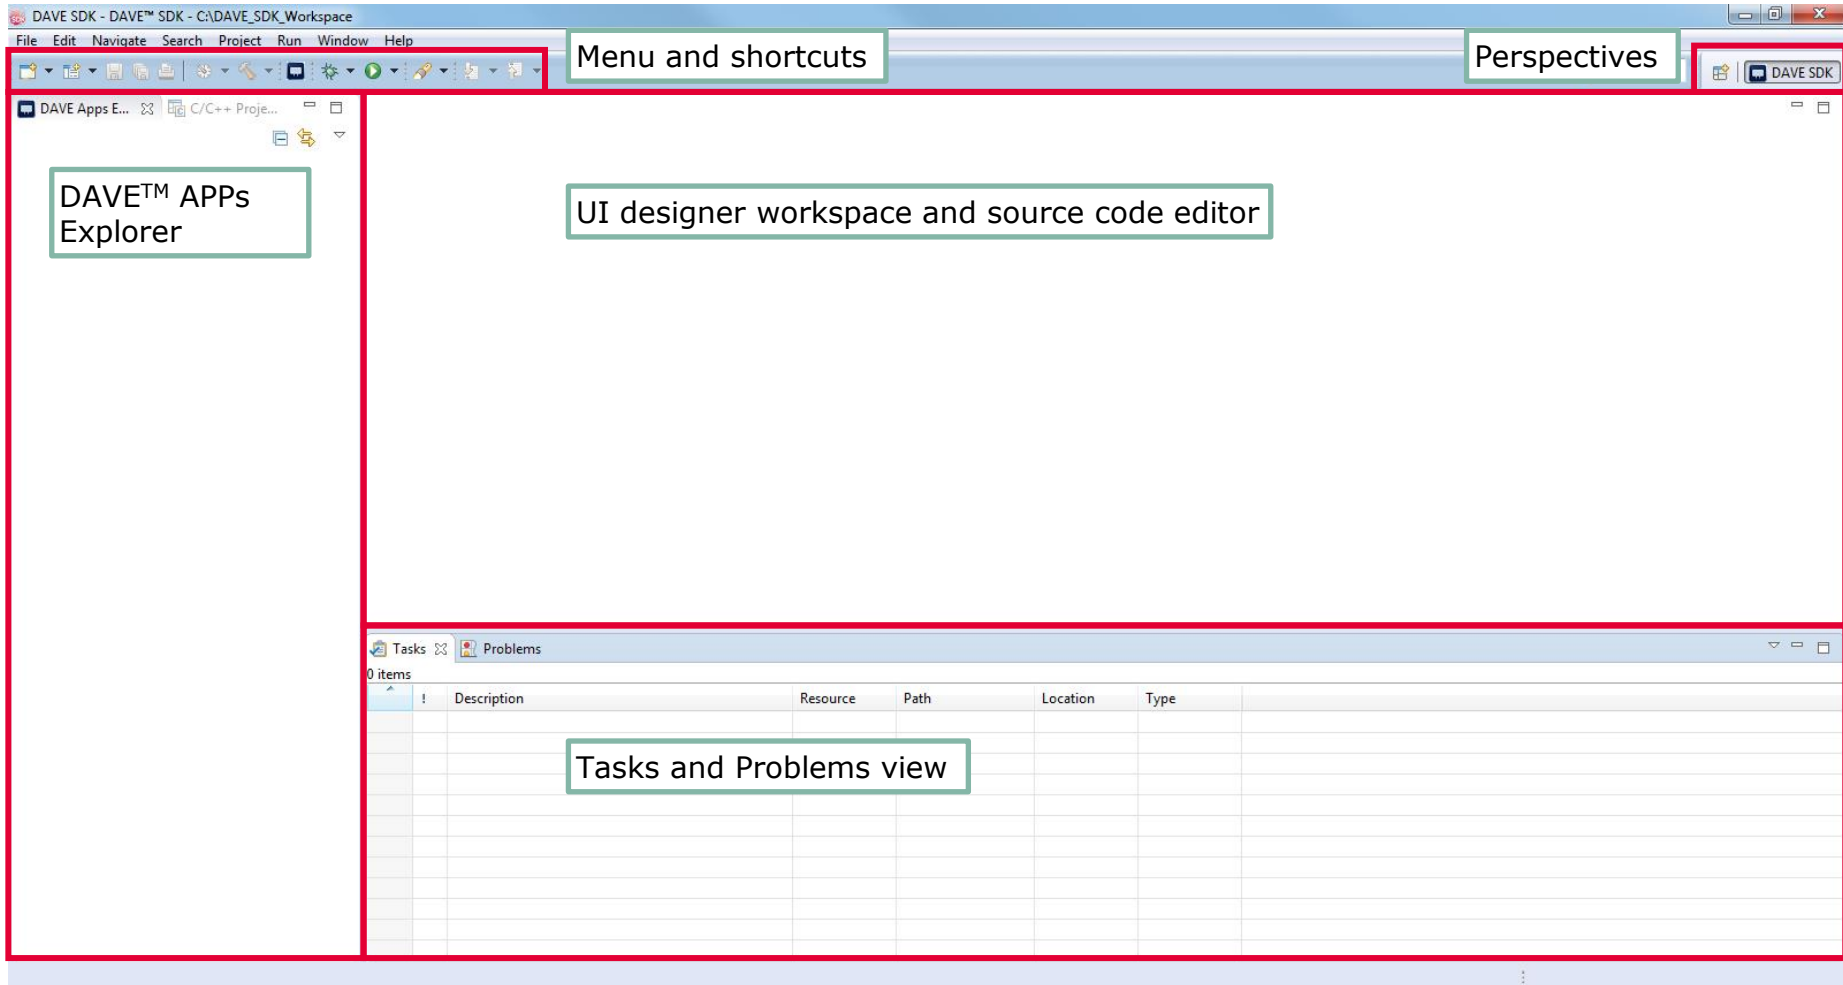 DAVE SDK - DAVE™ SDK - C:\DAVE_SDK_Workspace
File Edit Navigate Search Project Run Window Help
Menu and shortcuts
Perspectives
DAVE SDK
DAVE Apps E...
C/C++ Proje...
DAVE™ APPs
Explorer
UI designer workspace and source code editor
Tasks
Problems
0 items
! Description Resource Path Location Type
Tasks and Problems view